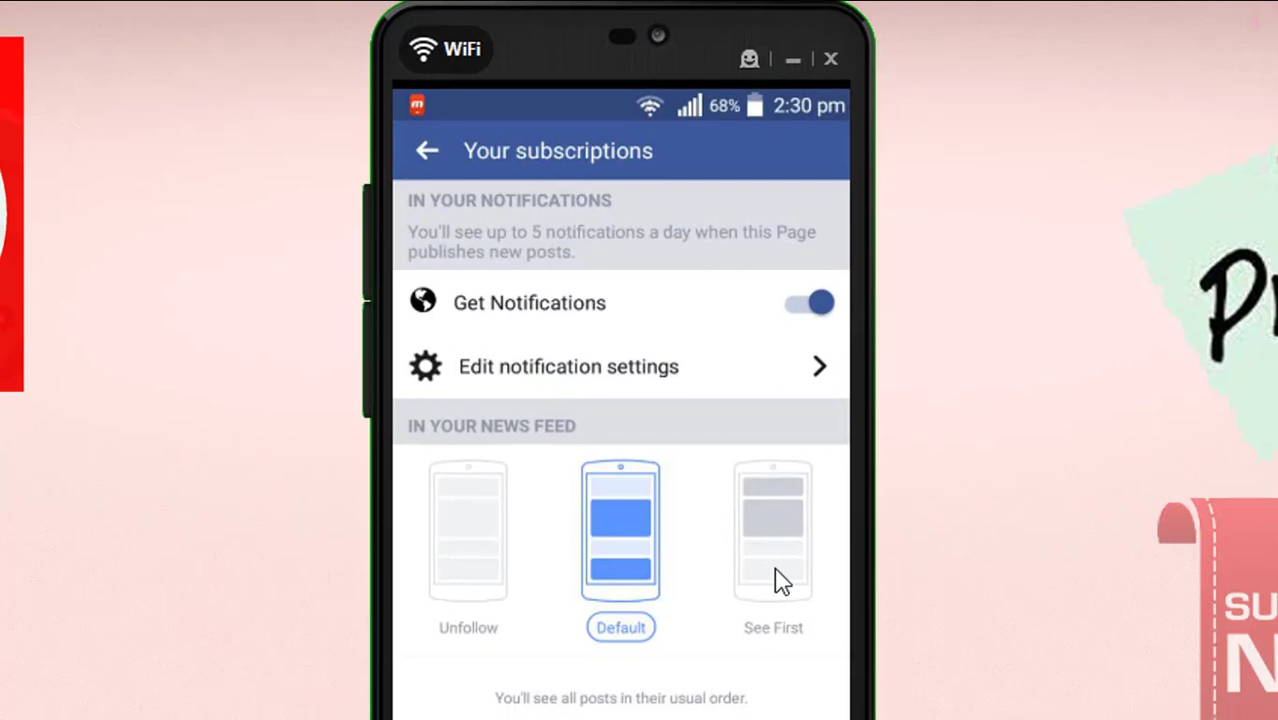 WiFi
68% 2:30 pm
Your subscriptions
IN YOUR NOTIFICATIONS
You'll see up to 5 notifications a day when this Page
publishes new posts.
Get Notifications
Edit notification settings
IN YOUR NEWS FEED
Unfollow
Default
See First
You'll see all posts in their usual order.
SU
N